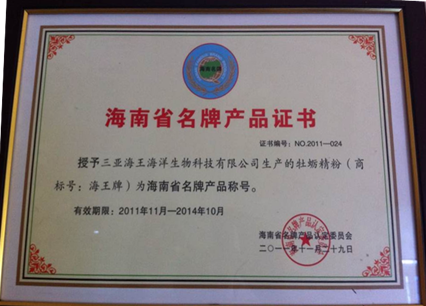 海南名牌
海南省名牌产品证书
证书编号：NO.2011—024
授予三亚海王海洋生物科技有限公司生产的牡蛎精粉（商
标号：海王牌）为海南省名牌产品称号。
有效期限：2011年11月—2014年10月
海南省名牌产品认定委员会
二〇一一年十一月二十九日